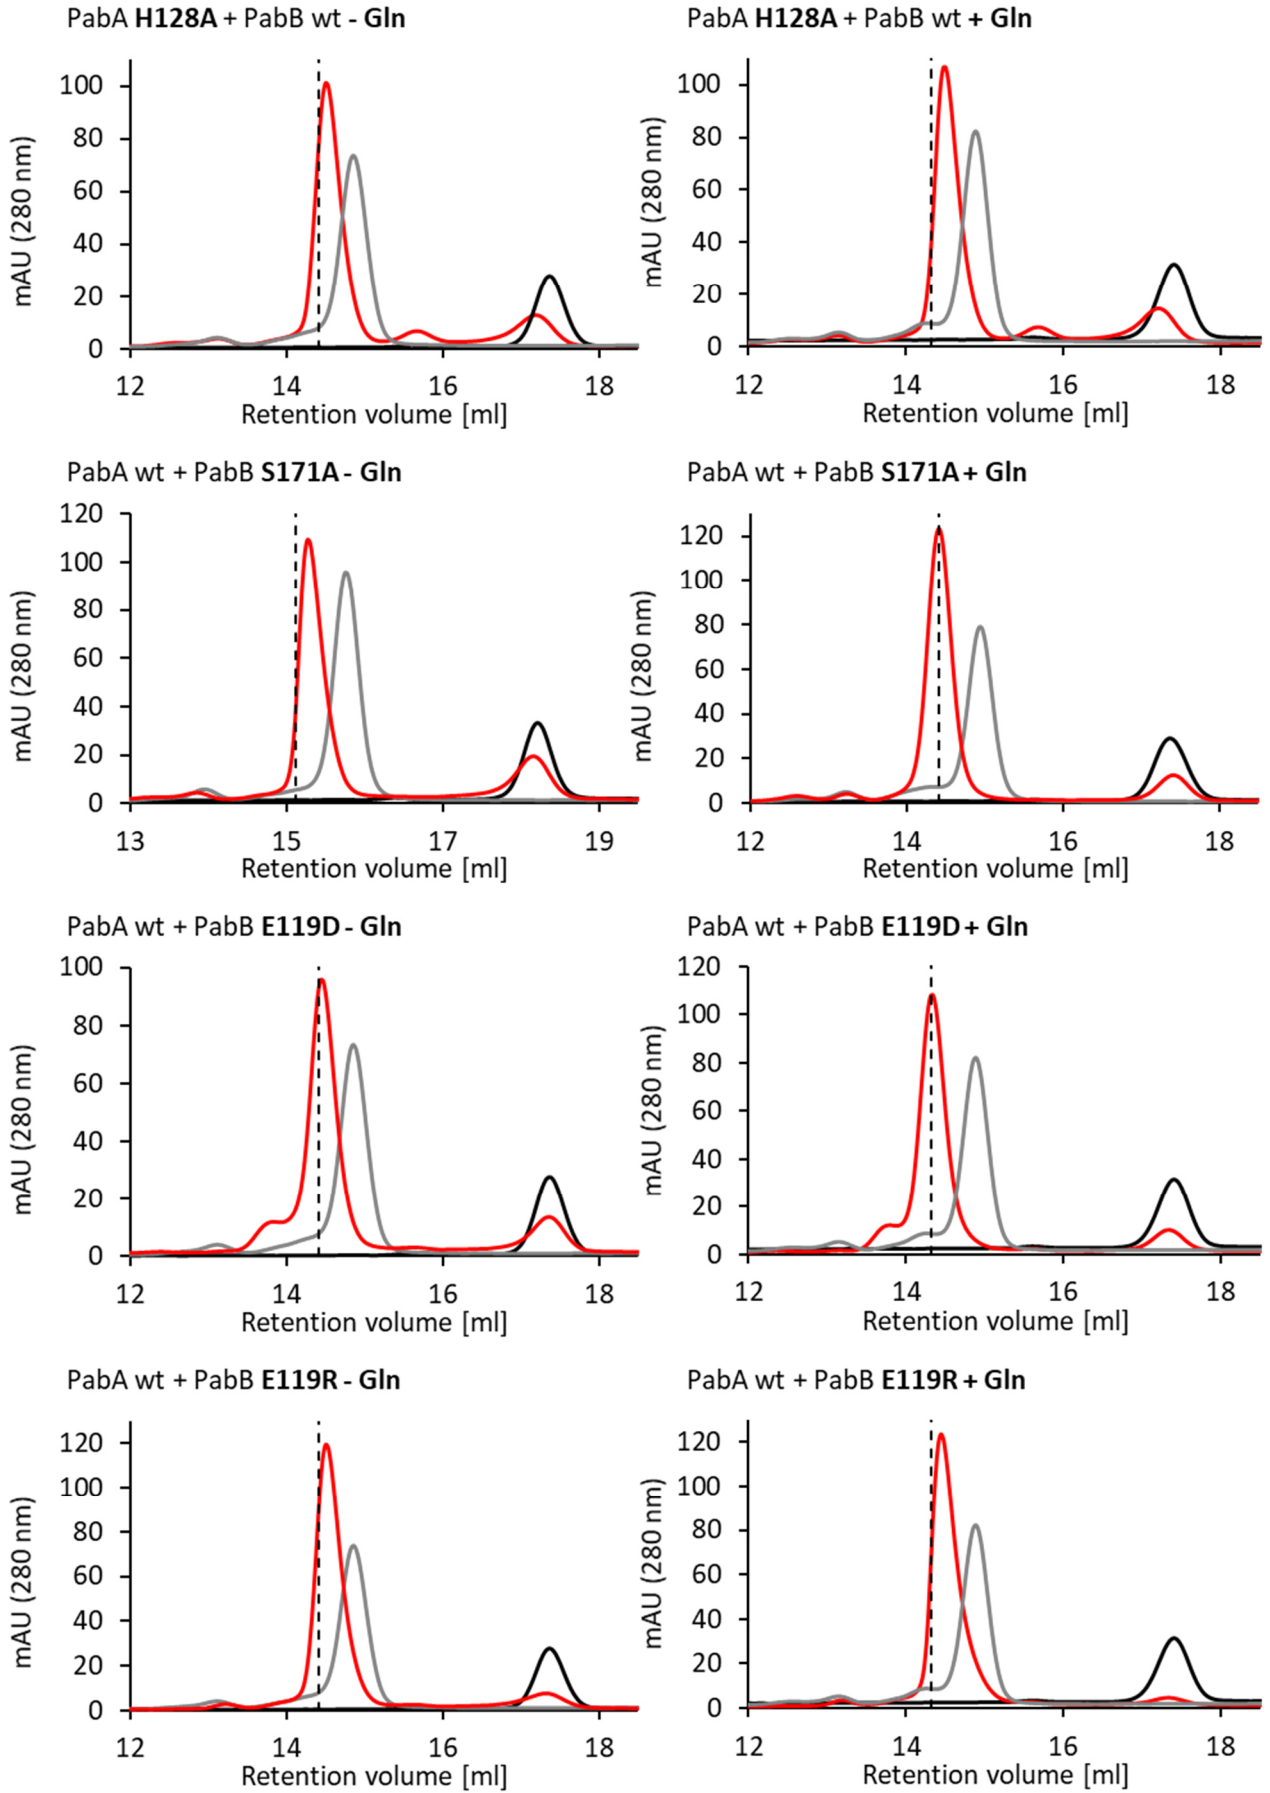 PabA H128A + PabB wt - Gln
mAU (280 nm)
100
80
60
40
20
0
12 14 16 18
Retention volume [ml]
PabA H128A + PabB wt + Gln
mAU (280 nm)
100
80
60
40
20
0
12 14 16 18
Retention volume [ml]
PabA wt + PabB S171A - Gln
mAU (280 nm)
120
100
80
60
40
20
0
13 15 17 19
Retention volume [ml]
PabA wt + PabB S171A + Gln
mAU (280 nm)
120
100
80
60
40
20
0
12 14 16 18
Retention volume [ml]
PabA wt + PabB E119D - Gln
mAU (280 nm)
100
80
60
40
20
0
12 14 16 18
Retention volume [ml]
PabA wt + PabB E119D + Gln
mAU (280 nm)
120
100
80
60
40
20
0
12 14 16 18
Retention volume [ml]
PabA wt + PabB E119R - Gln
mAU (280 nm)
120
100
80
60
40
20
0
12 14 16 18
Retention volume [ml]
PabA wt + PabB E119R + Gln
mAU (280 nm)
120
100
80
60
40
20
0
12 14 16 18
Retention volume [ml]